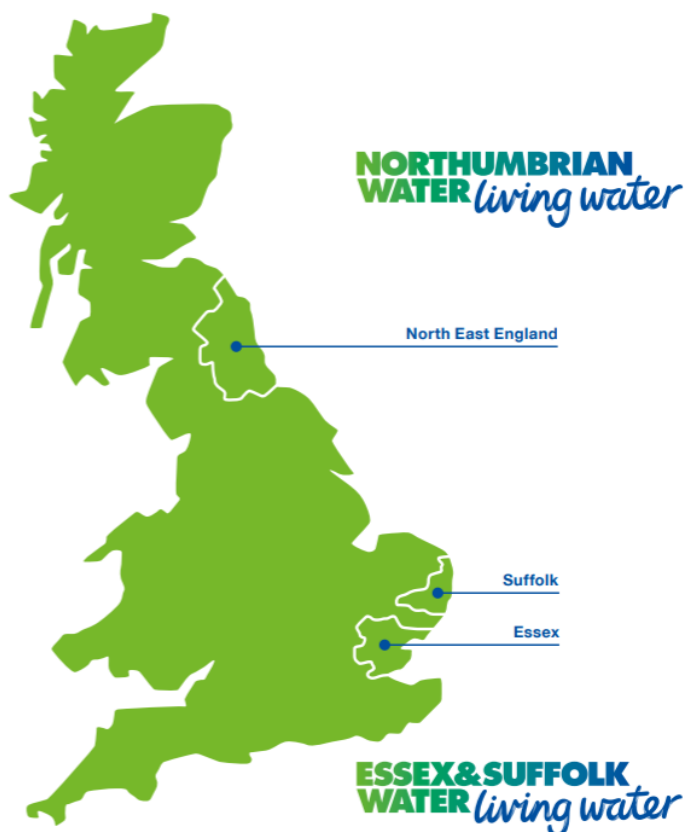 NORTHUMBRIAN
WATER living water
North East England
Suffolk
Essex
ESSEX&SUFFOLK
WATER living water